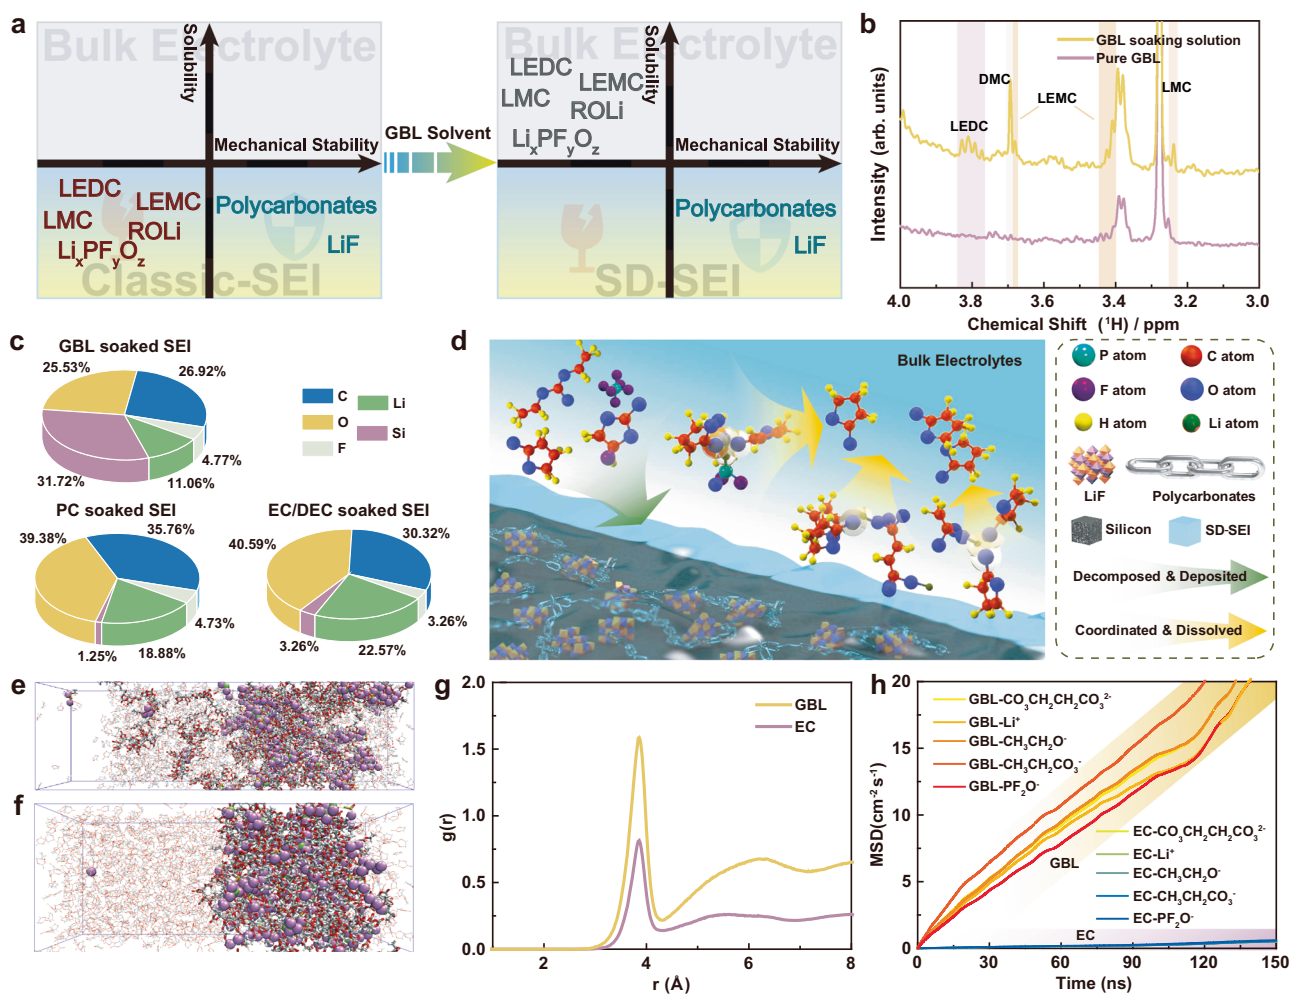 a
Bulk Electrolyte
Solubility
Mechanical Stability
LEDC
LEMC
LMC
ROLi
LixPFyOz
Polycarbonates
LiF
Classic-SEI
GBL Solvent
Bulk Electrolyte
Solubility
LEDC
LEMC
LMC
ROLi
LixPFyOz
Mechanical Stability
Polycarbonates
LiF
SD-SEI
b
GBL soaking solution
Pure GBL
DMC
LMC
LEMC
LEDC
Intensity (arb. units)
4.0 3.8 3.6 3.4 3.2 3.0
Chemical Shift (¹H) / ppm
c
GBL soaked SEI
25.53%
26.92%
4.77%
31.72%
11.06%
C
Li
O
Si
F
PC soaked SEI
39.38%
35.76%
4.73%
1.25%
18.88%
EC/DEC soaked SEI
40.59%
30.32%
3.26%
3.26%
22.57%
d
Bulk Electrolytes
P atom
C atom
F atom
O atom
H atom
Li atom
LiF
Polycarbonates
Silicon
SD-SEI
Decomposed & Deposited
Coordinated & Dissolved
e
f
g
GBL
EC
g(r)
2.0
1.5
1.0
0.5
0.0
2 4 6 8
r (Å)
h
GBL-CO₃CH₂CH₂CO₃²⁻
GBL-Li⁺
GBL-CH₃CH₂O⁻
GBL-CH₃CH₂CO₃⁻
GBL-PF₂O⁻
GBL
EC-CO₃CH₂CH₂CO₃²⁻
EC-Li⁺
EC-CH₃CH₂O⁻
EC-CH₃CH₂CO₃⁻
EC-PF₂O⁻
EC
MSD(cm⁻² s⁻¹)
20
15
10
5
0
0 30 60 90 120 150
Time (ns)